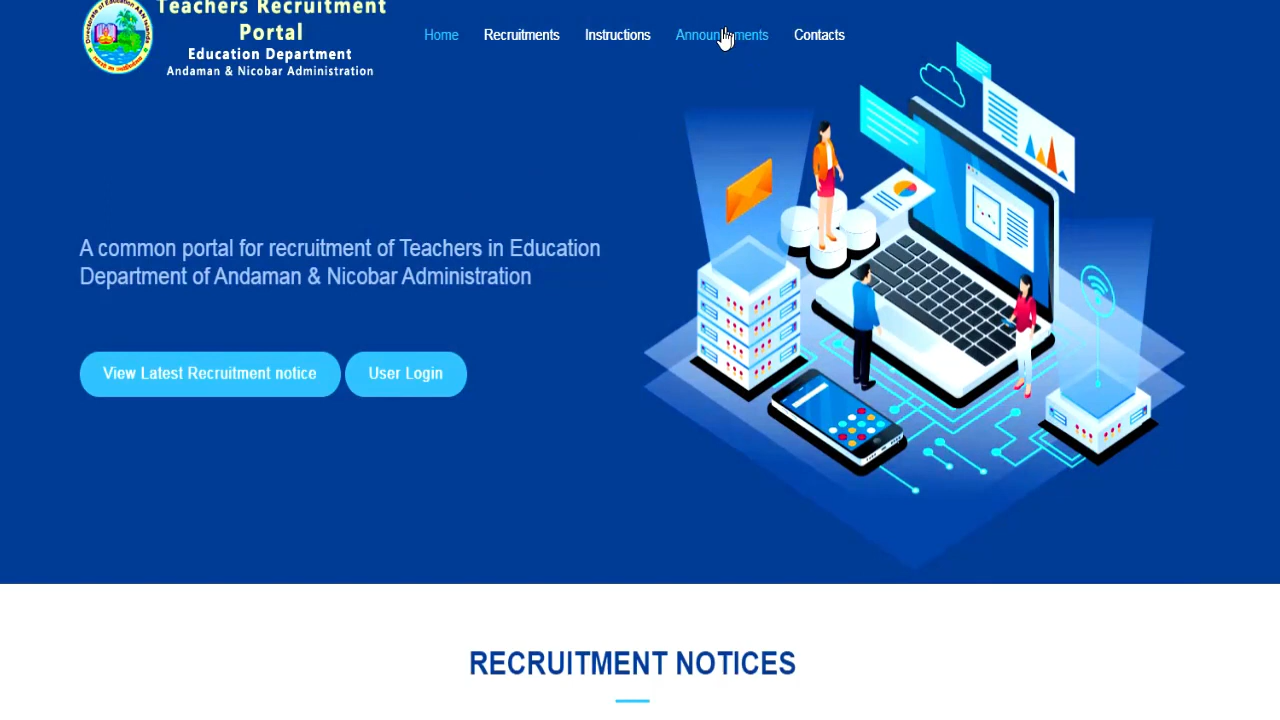 Teachers Recruitment
Portal
Education Department
Andaman & Nicobar Administration
Home
Recruitments
Instructions
Announcements
Contacts
A common portal for recruitment of Teachers in Education
Department of Andaman & Nicobar Administration
View Latest Recruitment notice
User Login
RECRUITMENT NOTICES